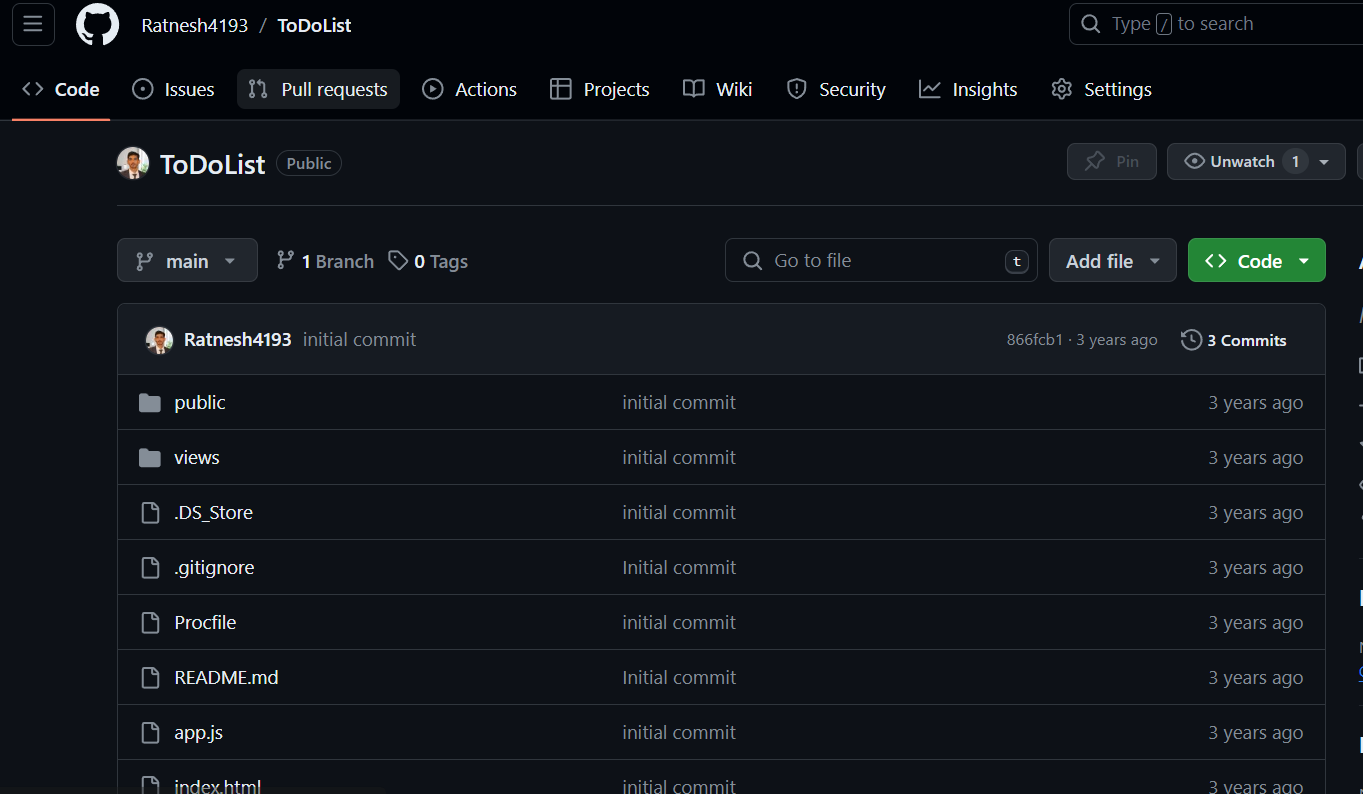 Ratnesh4193 / ToDoList
Type / to search
Code Issues Pull requests Actions Projects Wiki Security Insights Settings
ToDoList Public
Pin Unwatch 1
main 1 Branch 0 Tags
Go to file t Add file Code
Ratnesh4193 initial commit 866fcb1 · 3 years ago 3 Commits
public initial commit 3 years ago
views initial commit 3 years ago
.DS_Store initial commit 3 years ago
.gitignore Initial commit 3 years ago
Procfile initial commit 3 years ago
README.md Initial commit 3 years ago
app.js initial commit 3 years ago
index.html initial commit 3 years ago